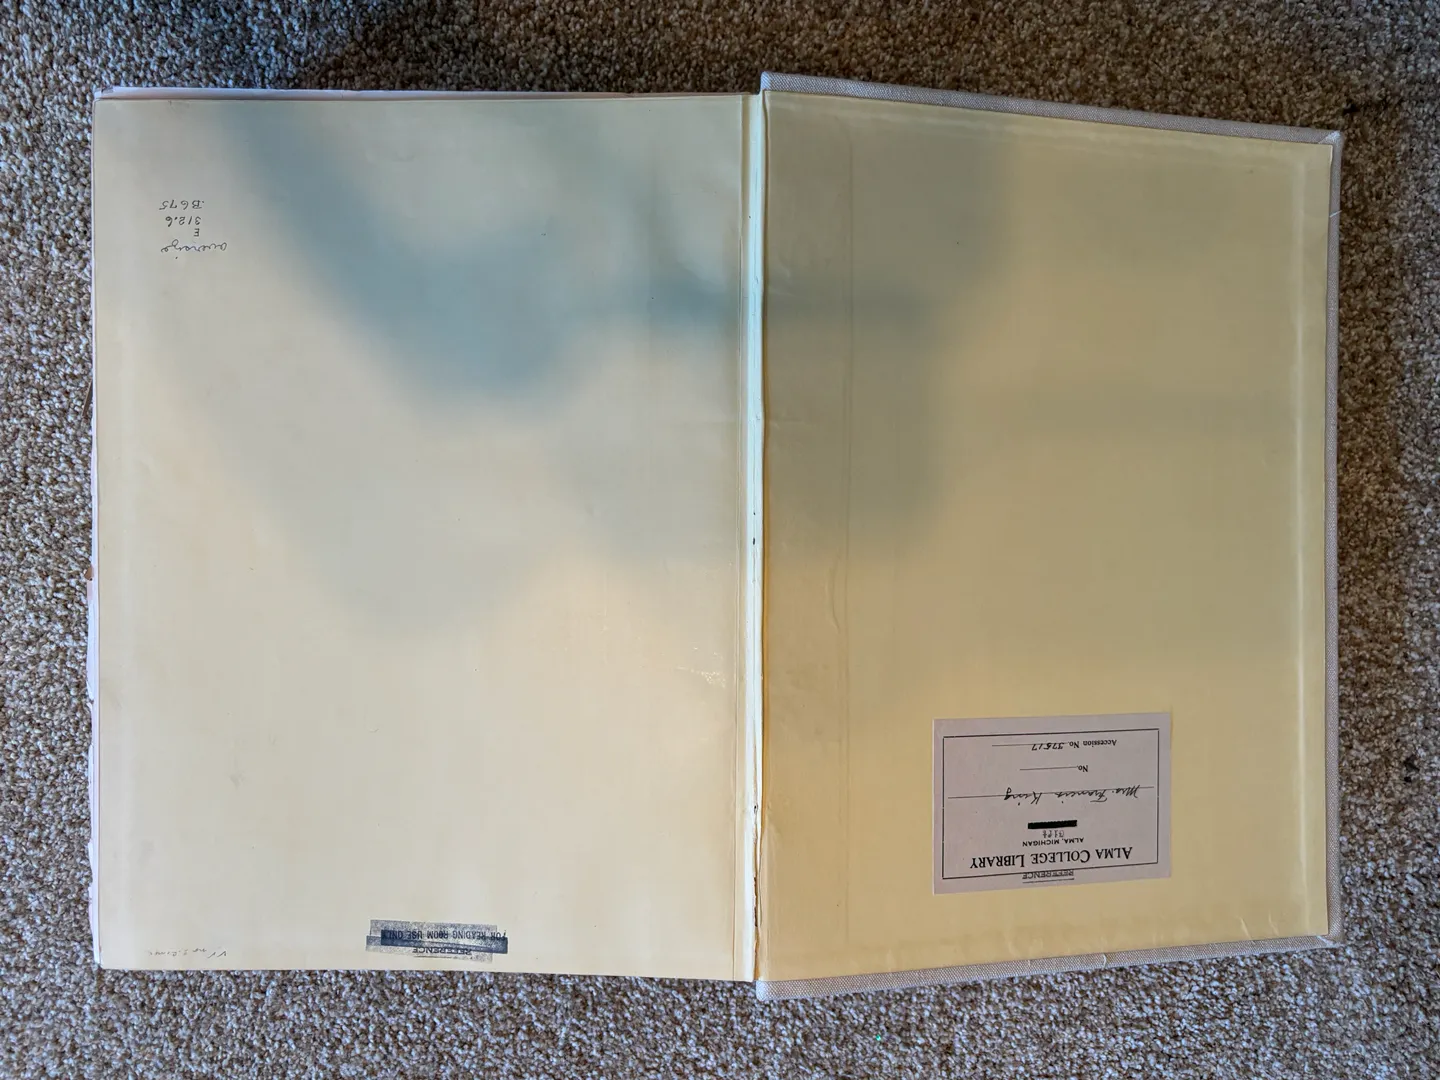 REFERENCE
ALMA COLLEGE LIBRARY
ALMA, MICHIGAN
Gift
Mrs. Francis King
No.
Accession No. 37517
REFERENCE
FOR READING ROOM USE ONLY
E
312.6
.B675